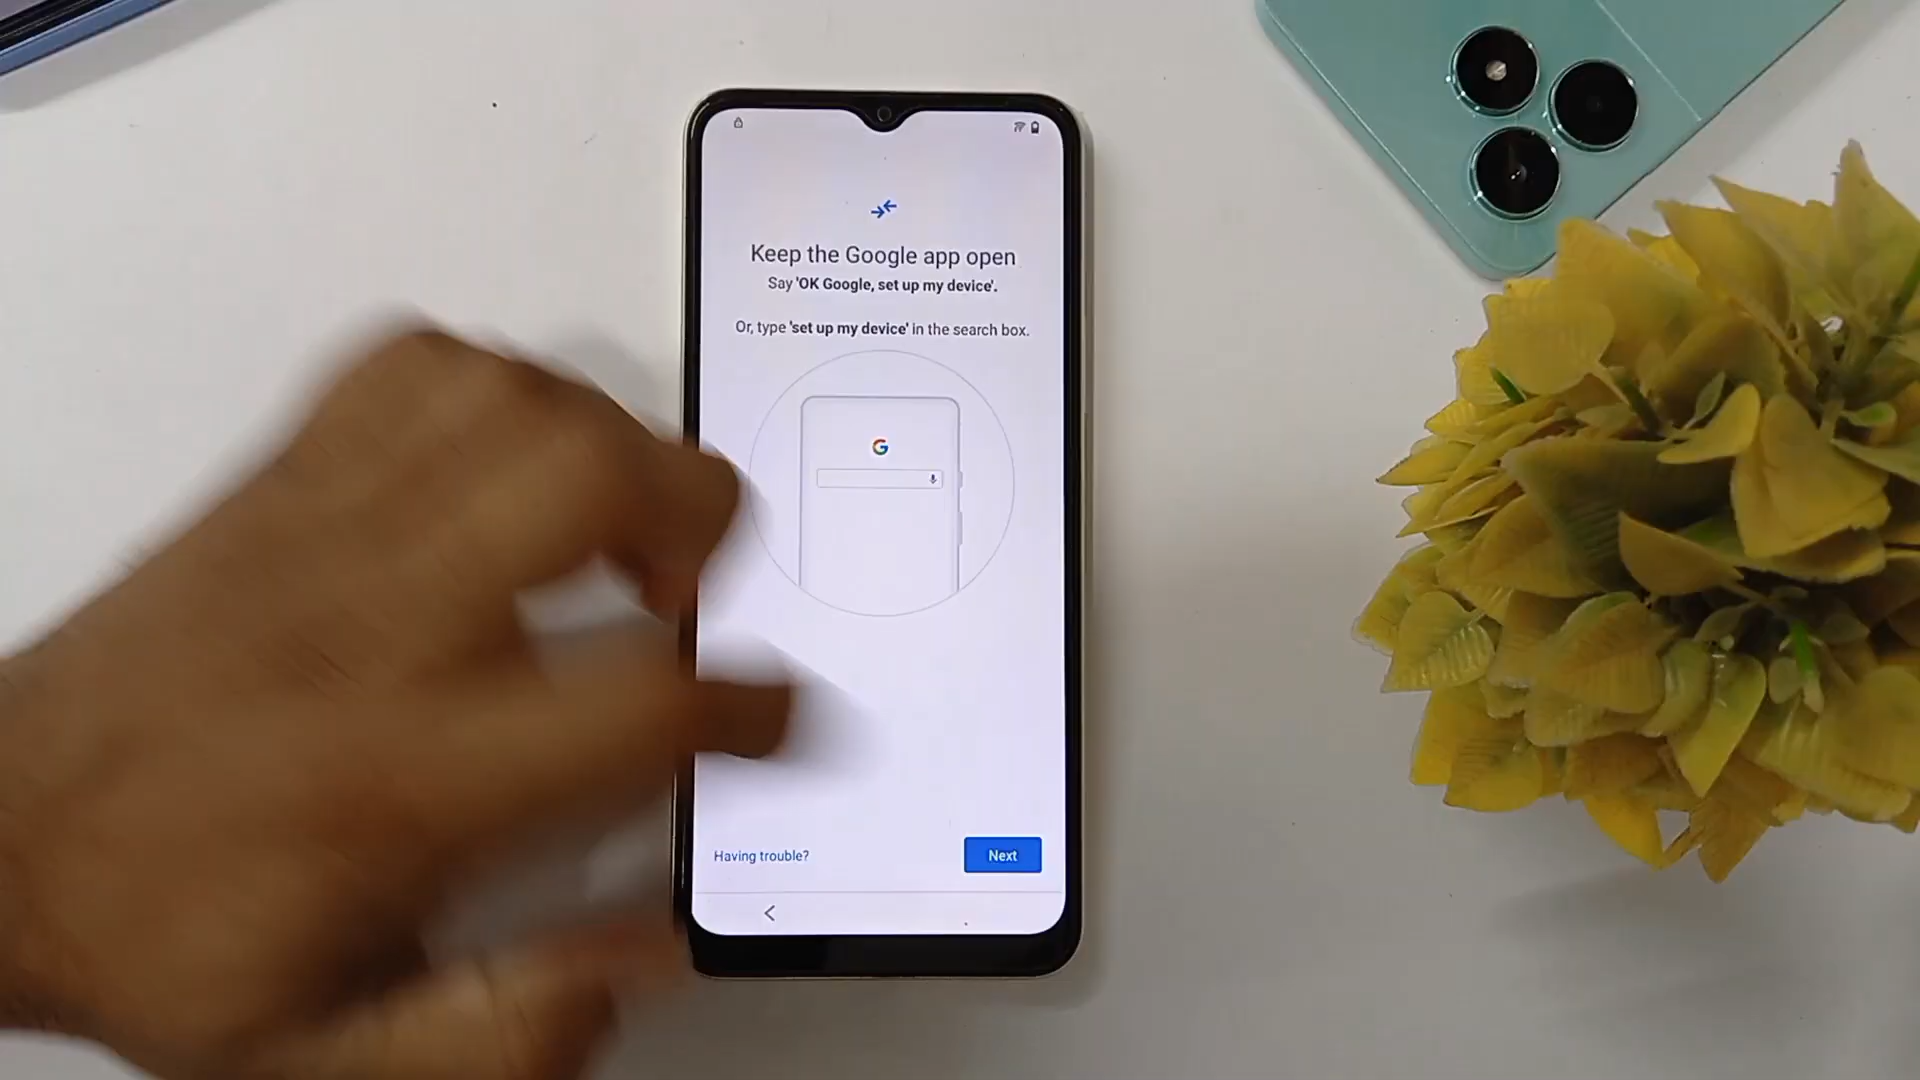 Keep the Google app open
Say 'OK Google, set up my device'.
Or, type 'set up my device' in the search box.
G
Having trouble?
Next